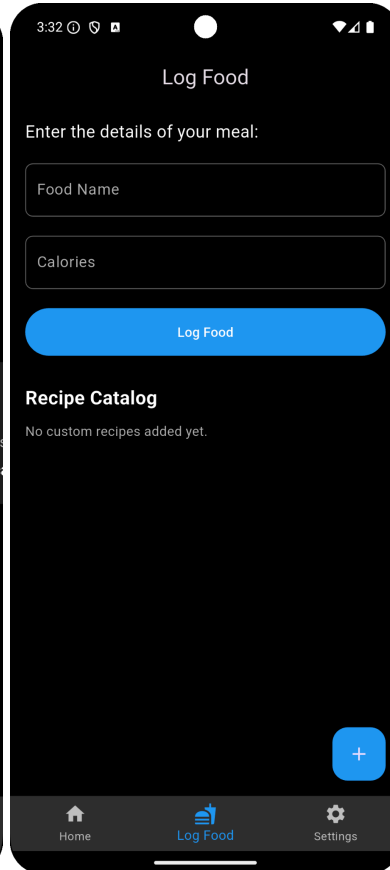 3:32
Log Food
Enter the details of your meal:
Food Name
Calories
Log Food
Recipe Catalog
No custom recipes added yet.
+
Home
Log Food
Settings